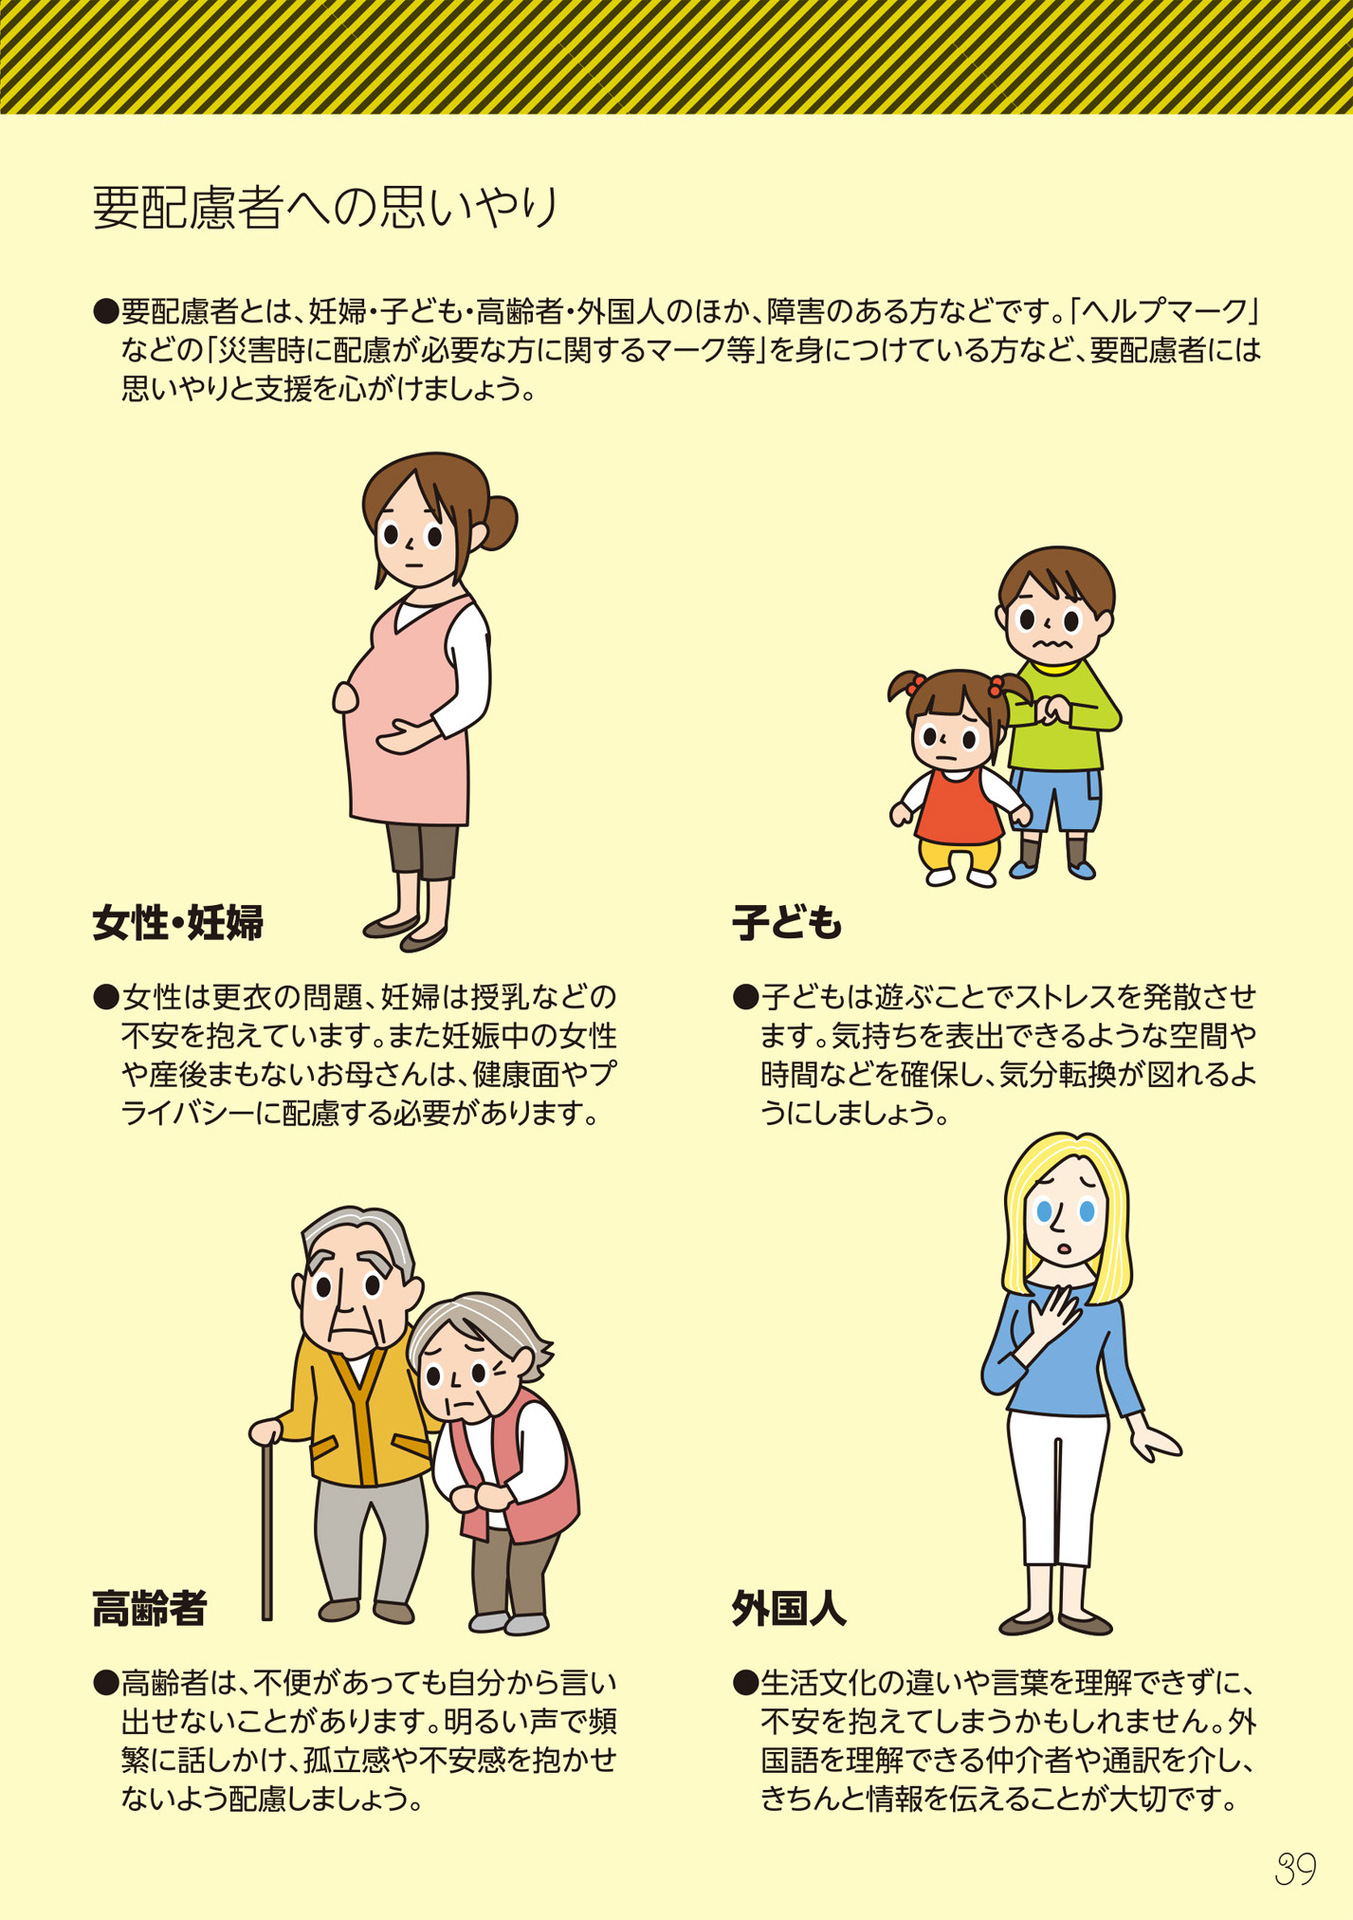 要配慮者への思いやり
●要配慮者とは、妊婦・子ども・高齢者・外国人のほか、障害のある方などです。「ヘルプマーク」
などの「災害時に配慮が必要な方に関するマーク等」を身につけている方など、要配慮者には
思いやりと支援を心がけましょう。
女性・妊婦
●女性は更衣の問題、妊婦は授乳などの
不安を抱えています。また妊娠中の女性
や産後まもないお母さんは、健康面やプ
ライバシーに配慮する必要があります。
子ども
●子どもは遊ぶことでストレスを発散させ
ます。気持ちを表出できるような空間や
時間などを確保し、気分転換が図れるよ
うにしましょう。
高齢者
●高齢者は、不便があっても自分から言い
出せないことがあります。明るい声で頻
繁に話しかけ、孤立感や不安感を抱かせ
ないよう配慮しましょう。
外国人
●生活文化の違いや言葉を理解できずに、
不安を抱えてしまうかもしれません。外
国語を理解できる仲介者や通訳を介し、
きちんと情報を伝えることが大切です。
39